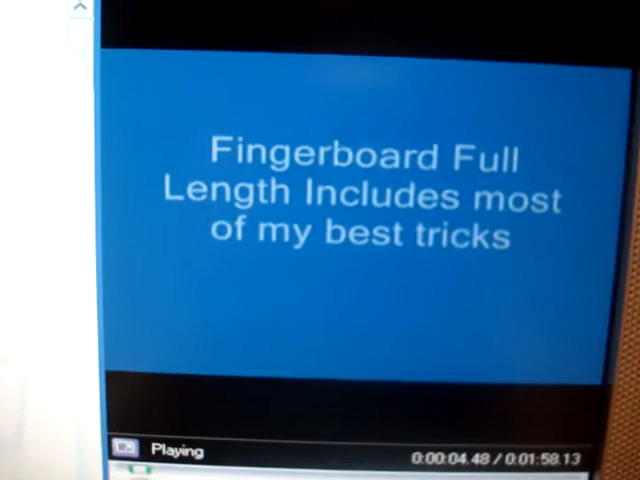 Fingerboard Full
Length Includes most
of my best tricks
Playing
0:00:04.48 / 0:01:58.13